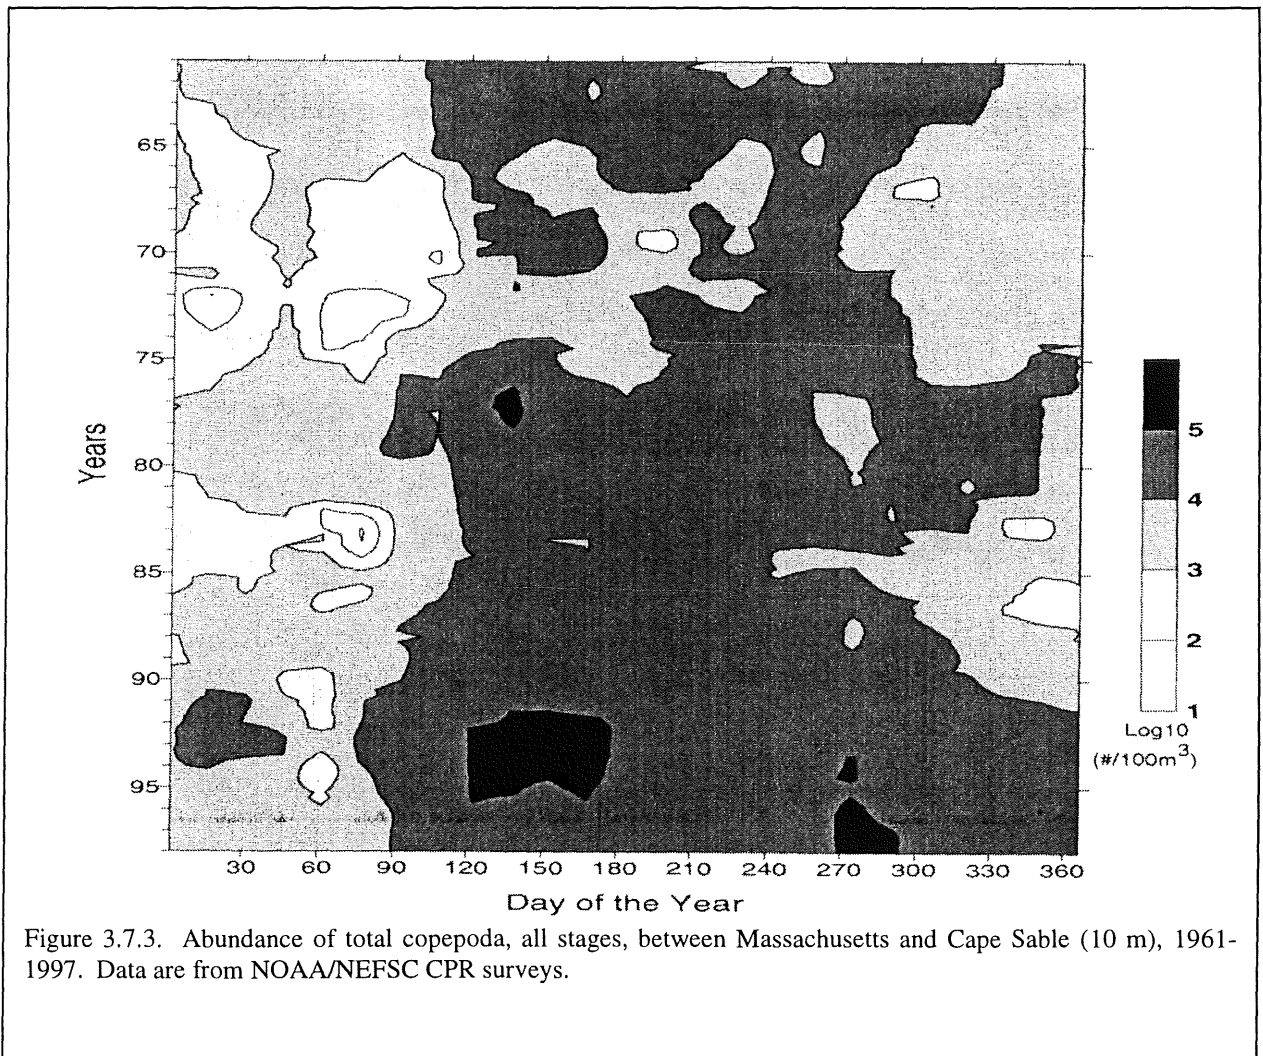 65
70
75
80
85
90
95
Years
30 60 90 120 150 180 210 240 270 300 330 360
Day of the Year
5
4
3
2
1
Log10
(#/100m3)
Figure 3.7.3. Abundance of total copepoda, all stages, between Massachusetts and Cape Sable (10 m), 1961-
1997. Data are from NOAA/NEFSC CPR surveys.